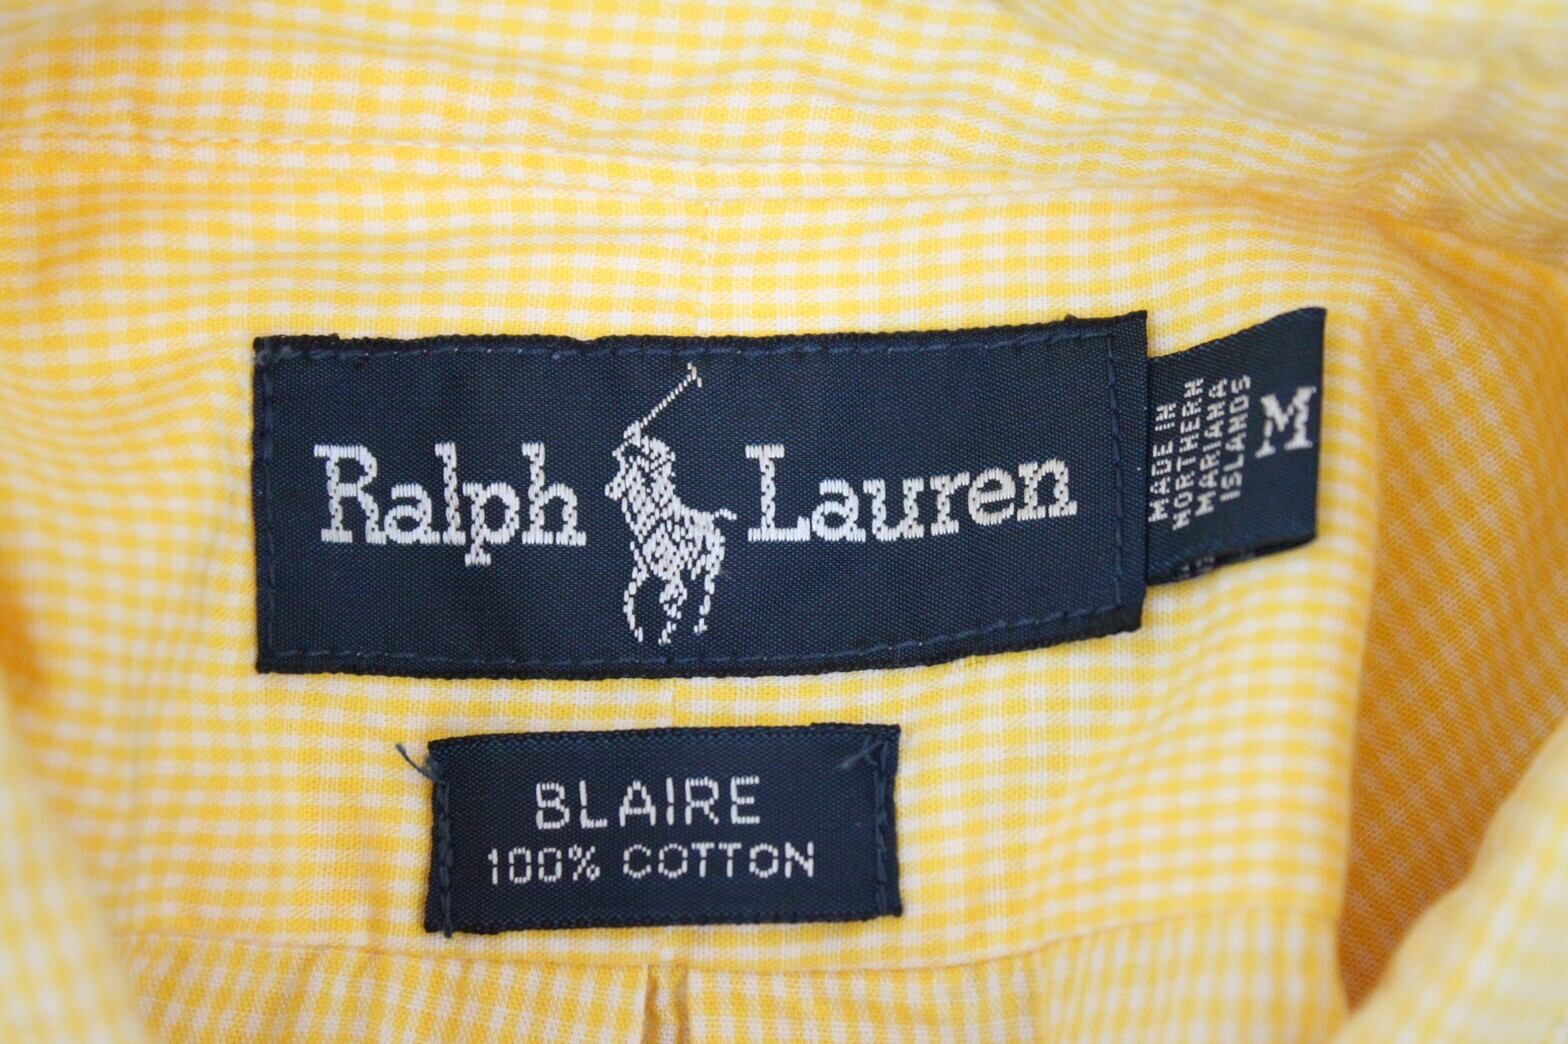 Ralph Lauren
MADE IN
NORTHERN
MARIANA
ISLANDS
M
BLAIRE
100% COTTON